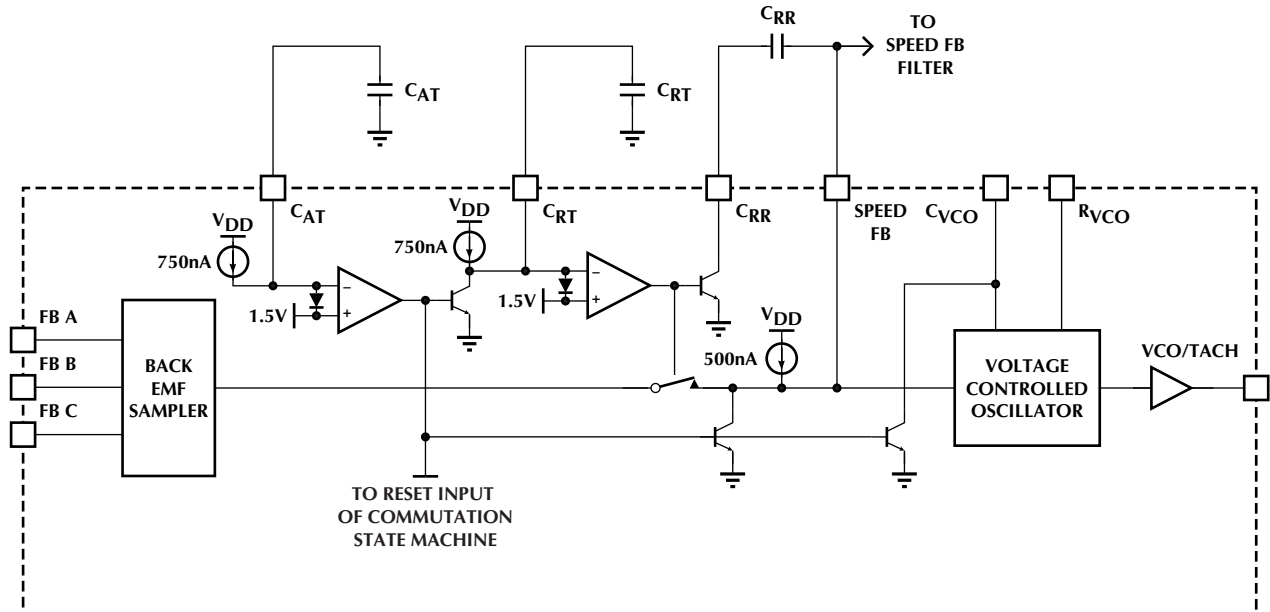 CRR
TO
SPEED FB
FILTER
CAT
CRT
CAT
CRT
CRR
SPEED
FB
CVCO
RVCO
VDD
750nA
1.5V
−
+
VDD
750nA
1.5V
−
+
FB A
FB B
FB C
BACK
EMF
SAMPLER
VDD
500nA
VOLTAGE
CONTROLLED
OSCILLATOR
VCO/TACH
TO RESET INPUT
OF COMMUTATION
STATE MACHINE